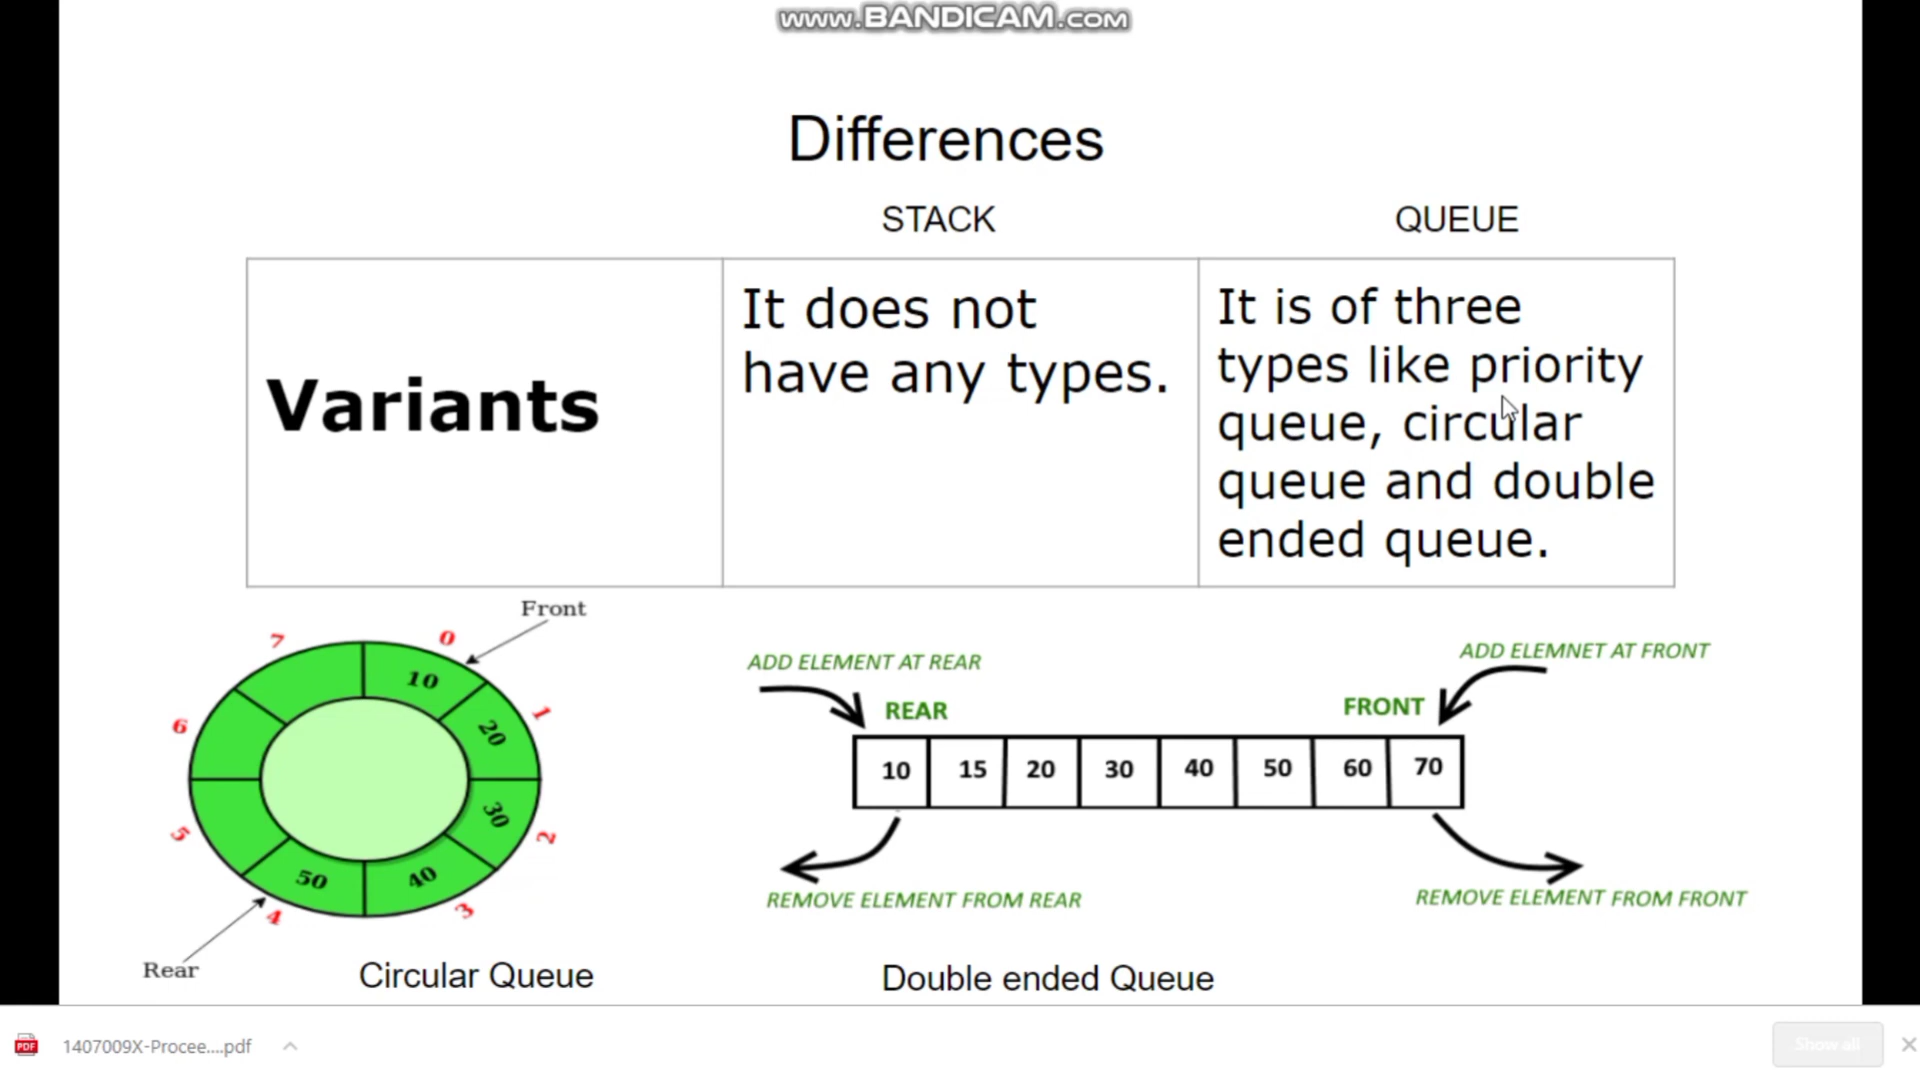 www.BANDICAM.com
Differences
STACK
QUEUE
Variants
It does not
have any types.
It is of three
types like priority
queue, circular
queue and double
ended queue.
Front
7
0
10
1
20
6
30
2
5
50
40
4
3
Rear
Circular Queue
ADD ELEMENT AT REAR
ADD ELEMNET AT FRONT
REAR
FRONT
10 15 20 30 40 50 60 70
REMOVE ELEMENT FROM REAR
REMOVE ELEMENT FROM FRONT
Double ended Queue
PDF
1407009X-Procee....pdf
Show all